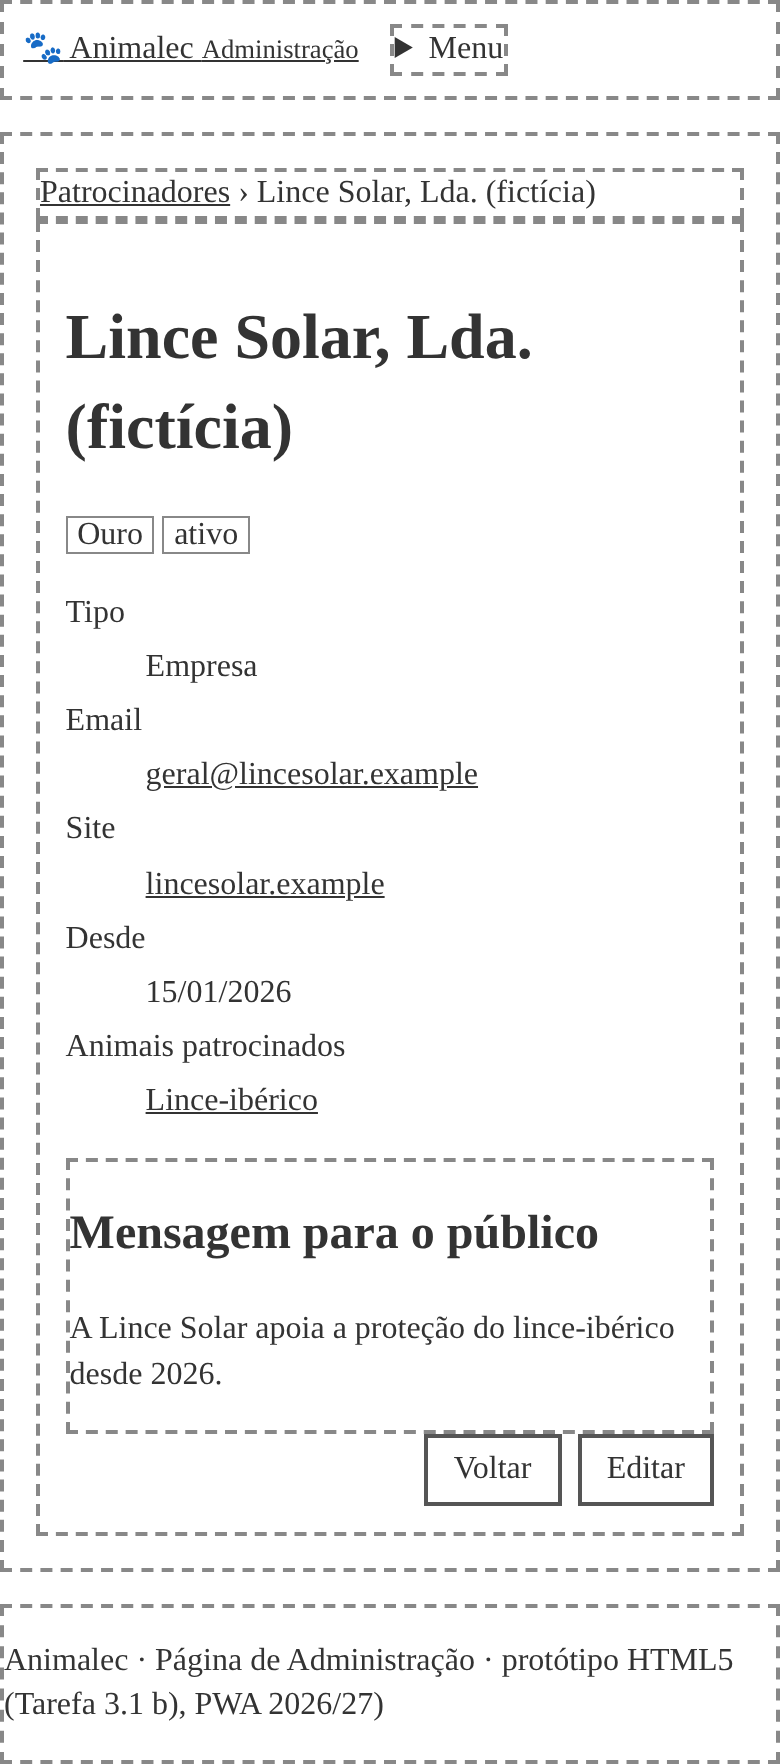 🐾 Animalec Administração ▶ Menu
Patrocinadores › Lince Solar, Lda. (fictícia)
Lince Solar, Lda.
(fictícia)
Ouro ativo
Tipo
Empresa
Email
geral@lincesolar.example
Site
lincesolar.example
Desde
15/01/2026
Animais patrocinados
Lince-ibérico
Mensagem para o público
A Lince Solar apoia a proteção do lince-ibérico
desde 2026.
Voltar Editar
Animalec · Página de Administração · protótipo HTML5
(Tarefa 3.1 b), PWA 2026/27)